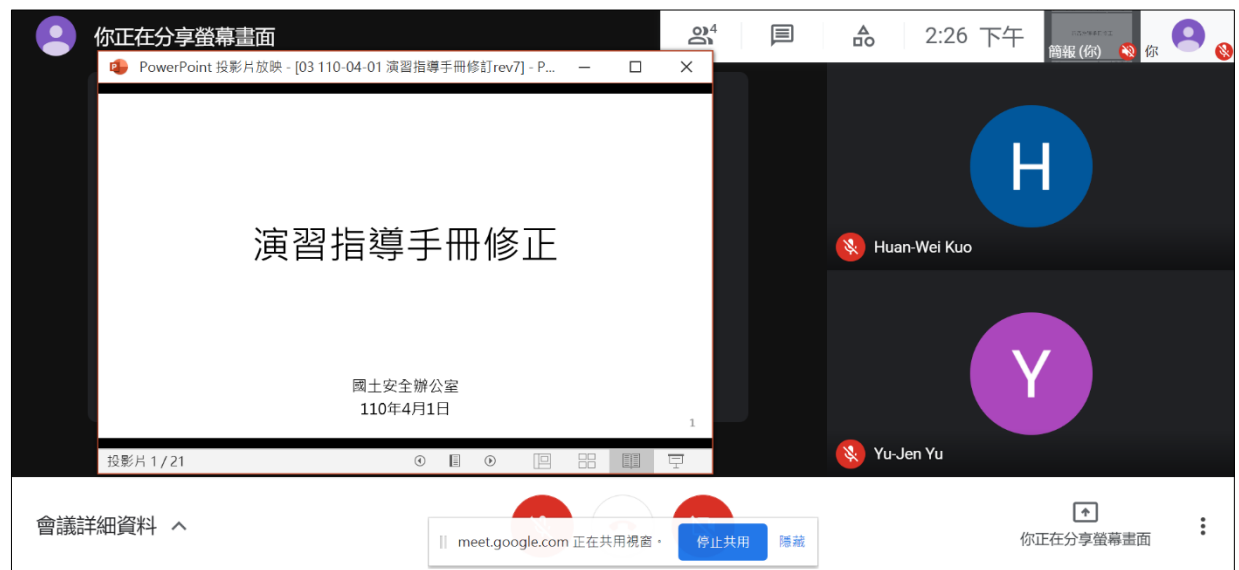 你正在分享螢幕畫面
4
2:26 下午
簡報 (你)
你
PowerPoint 投影片放映 - [03 110-04-01 演習指導手冊修訂rev7] - P...
演習指導手冊修正
國土安全辦公室
110年4月1日
1
投影片 1 / 21
H
Huan-Wei Kuo
Y
Yu-Jen Yu
會議詳細資料
meet.google.com 正在共用視窗。
停止共用
隱藏
你正在分享螢幕畫面